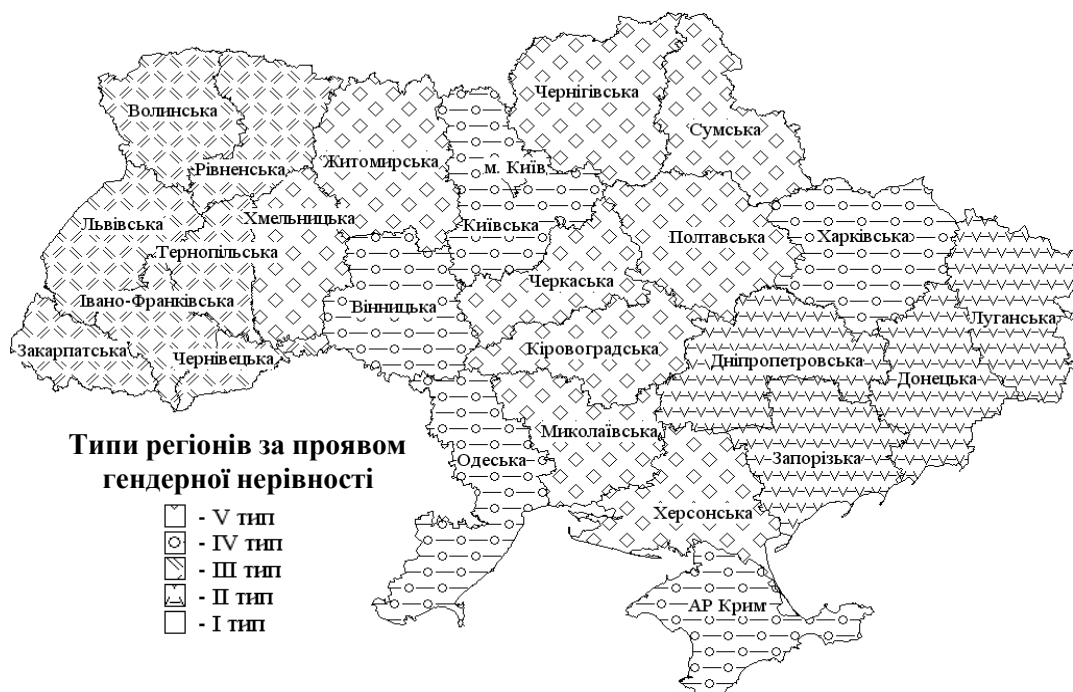 Чернігівська
Сумська
Волинська
Житомирська
м. Київ
Рівненська
Львівська
Хмельницька
Київська
Полтавська
Харківська
Тернопільська
Черкаська
Івано-Франківська
Вінницька
Луганська
Закарпатська
Чернівецька
Кіровоградська
Дніпропетровська
Донецька
Миколаївська
Одеська
Запорізька
Херсонська
АР Крим
Типи регіонів за проявом
гендерної нерівності
- V тип
- IV тип
- III тип
- II тип
- I тип